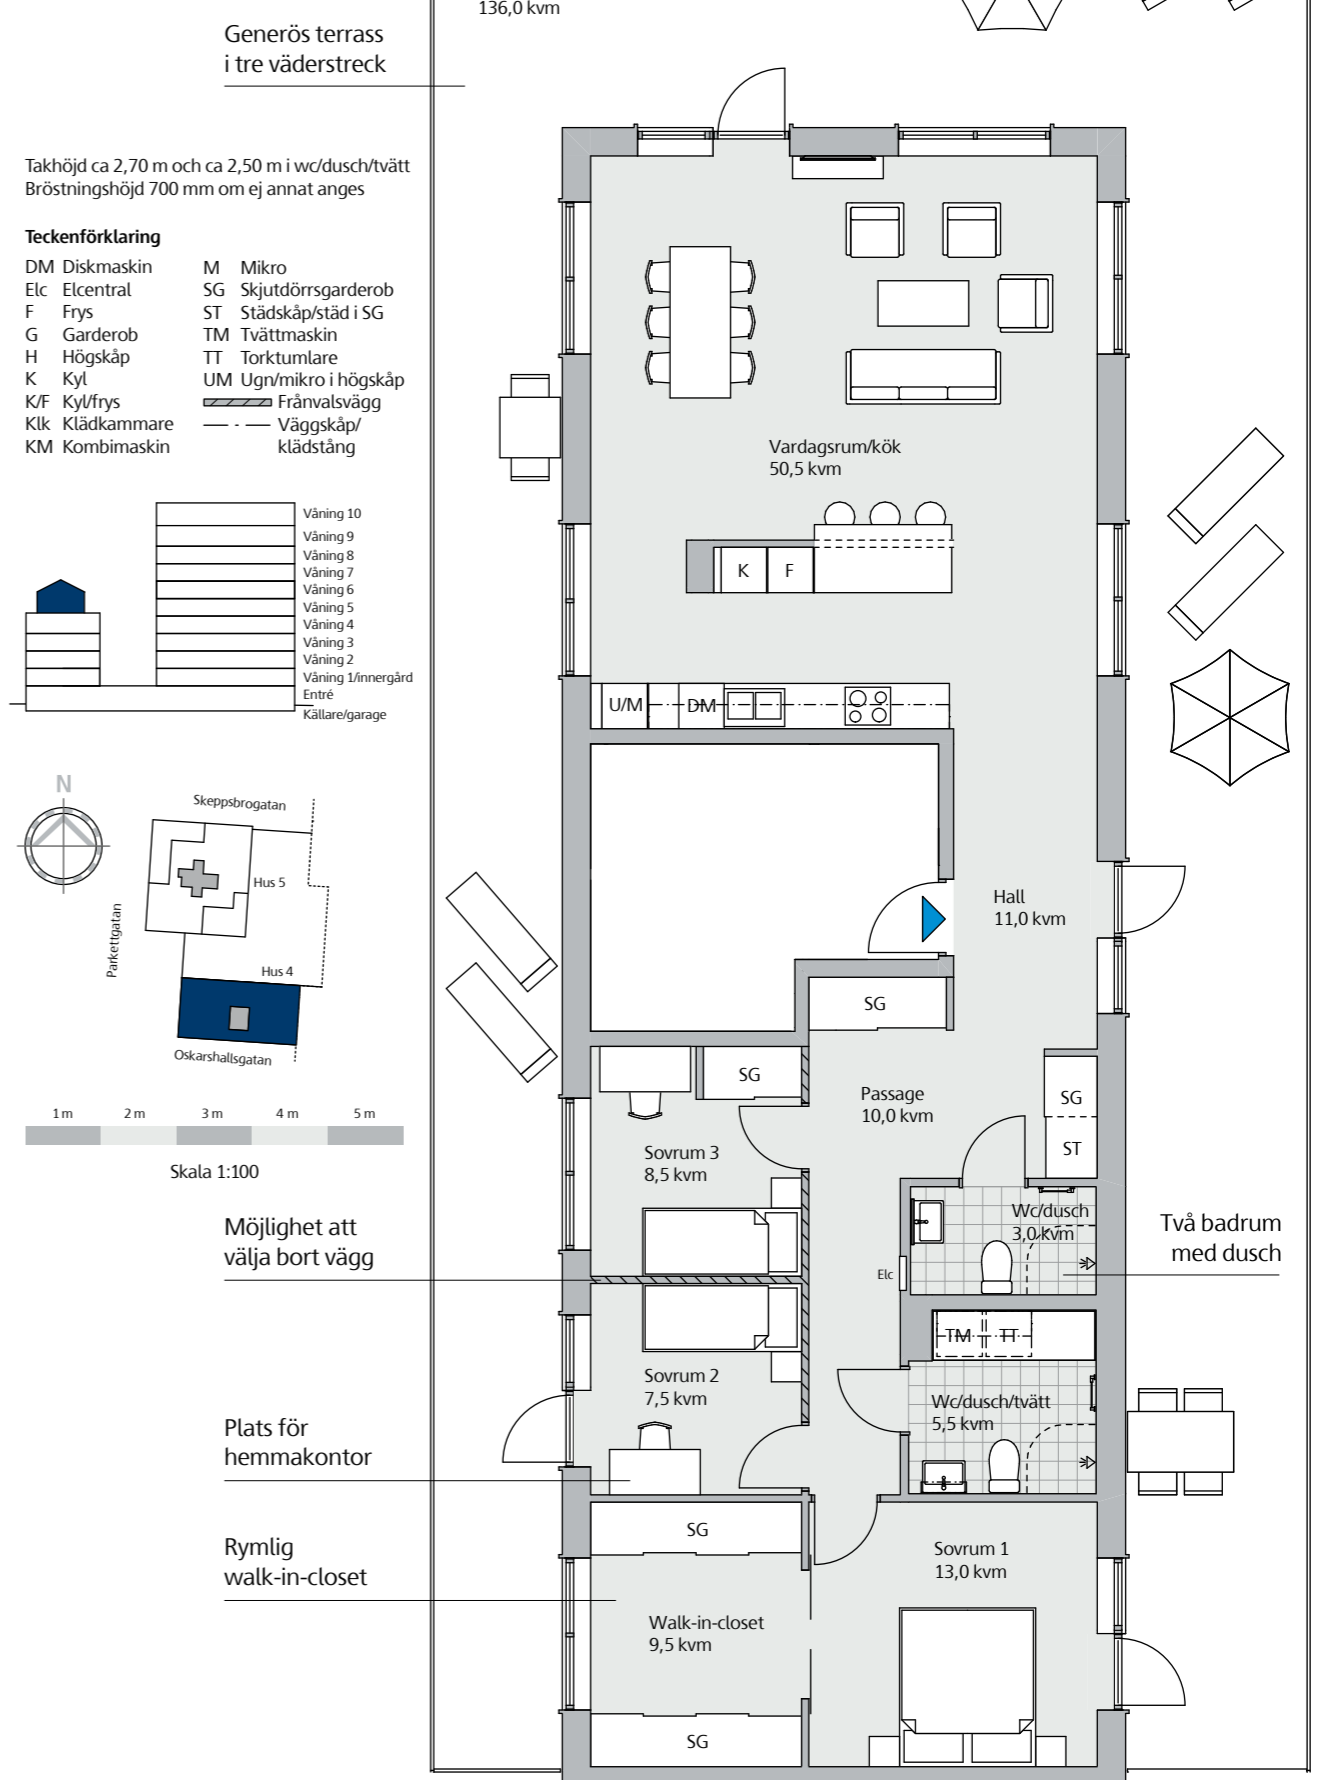 136,0 kvm
Generös terrass
i tre väderstreck
Takhöjd ca 2,70 m och ca 2,50 m i wc/dusch/tvätt
Bröstningshöjd 700 mm om ej annat anges
Teckenförklaring
DM Diskmaskin
Elc Elcentral
F Frys
G Garderob
H Högskåp
K Kyl
K/F Kyl/frys
Klk Klädkammare
KM Kombimaskin
M Mikro
SG Skjutdörrsgarderob
ST Städskåp/städ i SG
TM Tvättmaskin
TT Torktumlare
UM Ugn/mikro i högskåp
Frånvalsvägg
Väggskåp/
klädstång
Vardagsrum/kök
50,5 kvm
K
F
U/M
DM
Våning 10
Våning 9
Våning 8
Våning 7
Våning 6
Våning 5
Våning 4
Våning 3
Våning 2
Våning 1/innergård
Entré
Källare/garage
N
Skeppsbrogatan
Hus 5
Parkettgatan
Hus 4
Oskarshallsgatan
1 m 2 m 3 m 4 m 5 m
Skala 1:100
Hall
11,0 kvm
SG
SG
Passage
10,0 kvm
SG
ST
Sovrum 3
8,5 kvm
Möjlighet att
välja bort vägg
Wc/dusch
3,0 kvm
Två badrum
med dusch
Elc
TM
TT
Sovrum 2
7,5 kvm
Wc/dusch/tvätt
5,5 kvm
Plats för
hemmakontor
SG
Rymlig
walk-in-closet
Sovrum 1
13,0 kvm
Walk-in-closet
9,5 kvm
SG